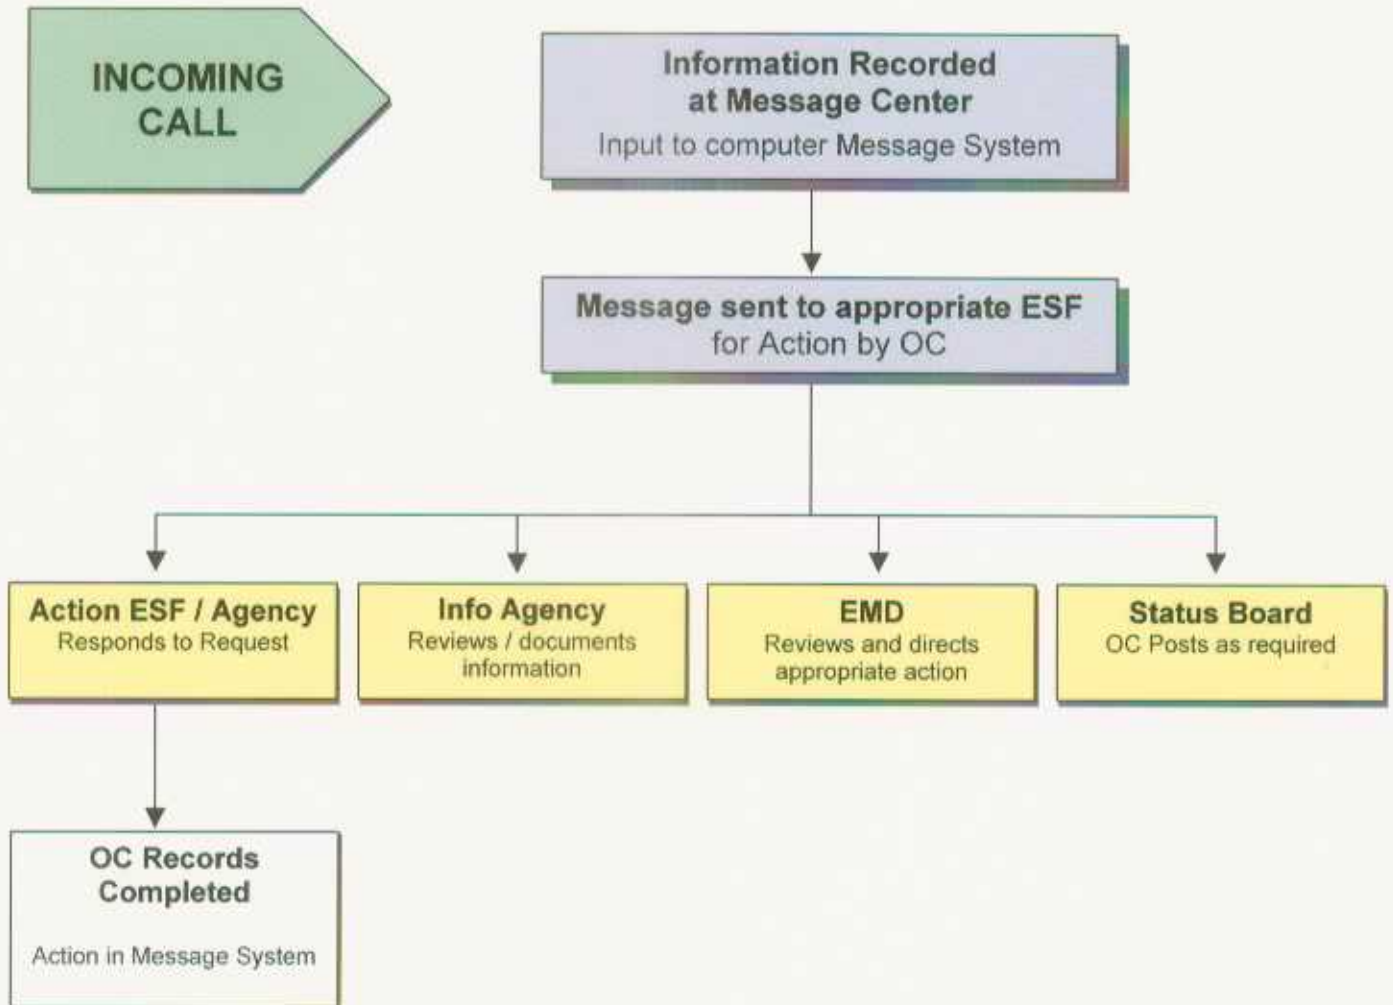 INCOMING
CALL
Information Recorded
at Message Center
Input to computer Message System
Message sent to appropriate ESF
for Action by OC
Action ESF / Agency
Responds to Request
Info Agency
Reviews / documents
information
EMD
Reviews and directs
appropriate action
Status Board
OC Posts as required
OC Records
Completed
Action in Message System